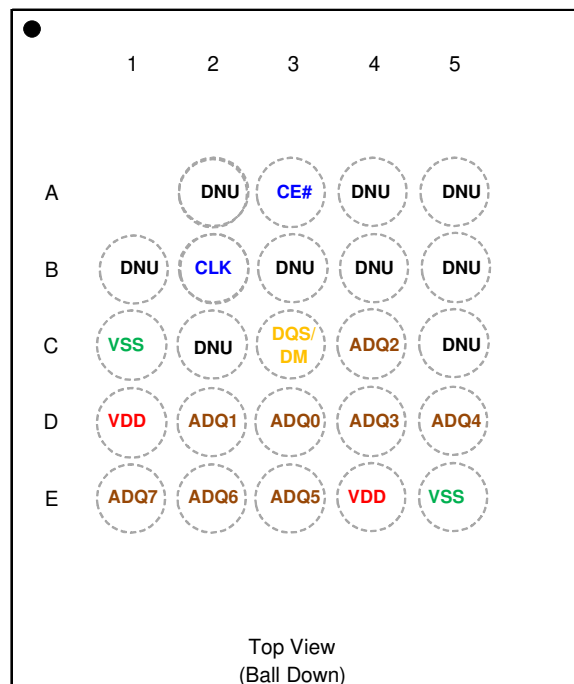 1 2 3 4 5
A DNU CE# DNU DNU
B DNU CLK DNU DNU DNU
C VSS DNU DQS/ DM ADQ2 DNU
D VDD ADQ1 ADQ0 ADQ3 ADQ4
E ADQ7 ADQ6 ADQ5 VDD VSS
Top View
(Ball Down)